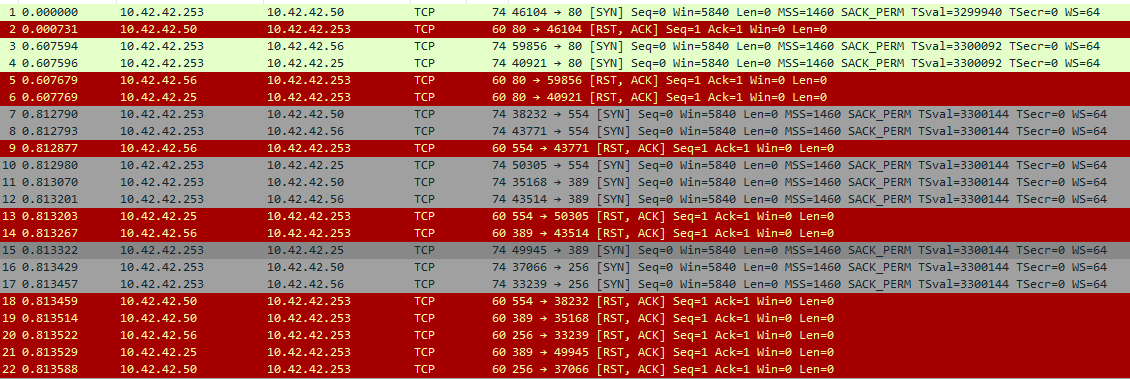 1 0.000000 10.42.42.253 10.42.42.50 TCP 74 46104 → 80 [SYN] Seq=0 Win=5840 Len=0 MSS=1460 SACK_PERM TSval=3299940 TSecr=0 WS=64
2 0.000731 10.42.42.50 10.42.42.253 TCP 60 80 → 46104 [RST, ACK] Seq=1 Ack=1 Win=0 Len=0
3 0.607594 10.42.42.253 10.42.42.56 TCP 74 59856 → 80 [SYN] Seq=0 Win=5840 Len=0 MSS=1460 SACK_PERM TSval=3300092 TSecr=0 WS=64
4 0.607596 10.42.42.253 10.42.42.25 TCP 74 40921 → 80 [SYN] Seq=0 Win=5840 Len=0 MSS=1460 SACK_PERM TSval=3300092 TSecr=0 WS=64
5 0.607679 10.42.42.56 10.42.42.253 TCP 60 80 → 59856 [RST, ACK] Seq=1 Ack=1 Win=0 Len=0
6 0.607769 10.42.42.25 10.42.42.253 TCP 60 80 → 40921 [RST, ACK] Seq=1 Ack=1 Win=0 Len=0
7 0.812790 10.42.42.253 10.42.42.50 TCP 74 38232 → 554 [SYN] Seq=0 Win=5840 Len=0 MSS=1460 SACK_PERM TSval=3300144 TSecr=0 WS=64
8 0.812793 10.42.42.253 10.42.42.56 TCP 74 43771 → 554 [SYN] Seq=0 Win=5840 Len=0 MSS=1460 SACK_PERM TSval=3300144 TSecr=0 WS=64
9 0.812877 10.42.42.56 10.42.42.253 TCP 60 554 → 43771 [RST, ACK] Seq=1 Ack=1 Win=0 Len=0
10 0.812980 10.42.42.253 10.42.42.25 TCP 74 50305 → 554 [SYN] Seq=0 Win=5840 Len=0 MSS=1460 SACK_PERM TSval=3300144 TSecr=0 WS=64
11 0.813070 10.42.42.253 10.42.42.50 TCP 74 35168 → 389 [SYN] Seq=0 Win=5840 Len=0 MSS=1460 SACK_PERM TSval=3300144 TSecr=0 WS=64
12 0.813201 10.42.42.253 10.42.42.56 TCP 74 43514 → 389 [SYN] Seq=0 Win=5840 Len=0 MSS=1460 SACK_PERM TSval=3300144 TSecr=0 WS=64
13 0.813203 10.42.42.25 10.42.42.253 TCP 60 554 → 50305 [RST, ACK] Seq=1 Ack=1 Win=0 Len=0
14 0.813267 10.42.42.56 10.42.42.253 TCP 60 389 → 43514 [RST, ACK] Seq=1 Ack=1 Win=0 Len=0
15 0.813322 10.42.42.253 10.42.42.25 TCP 74 49945 → 389 [SYN] Seq=0 Win=5840 Len=0 MSS=1460 SACK_PERM TSval=3300144 TSecr=0 WS=64
16 0.813429 10.42.42.253 10.42.42.50 TCP 74 37066 → 256 [SYN] Seq=0 Win=5840 Len=0 MSS=1460 SACK_PERM TSval=3300144 TSecr=0 WS=64
17 0.813457 10.42.42.253 10.42.42.56 TCP 74 33239 → 256 [SYN] Seq=0 Win=5840 Len=0 MSS=1460 SACK_PERM TSval=3300144 TSecr=0 WS=64
18 0.813459 10.42.42.50 10.42.42.253 TCP 60 554 → 38232 [RST, ACK] Seq=1 Ack=1 Win=0 Len=0
19 0.813514 10.42.42.50 10.42.42.253 TCP 60 389 → 35168 [RST, ACK] Seq=1 Ack=1 Win=0 Len=0
20 0.813522 10.42.42.56 10.42.42.253 TCP 60 256 → 33239 [RST, ACK] Seq=1 Ack=1 Win=0 Len=0
21 0.813529 10.42.42.25 10.42.42.253 TCP 60 389 → 49945 [RST, ACK] Seq=1 Ack=1 Win=0 Len=0
22 0.813588 10.42.42.50 10.42.42.253 TCP 60 256 → 37066 [RST, ACK] Seq=1 Ack=1 Win=0 Len=0